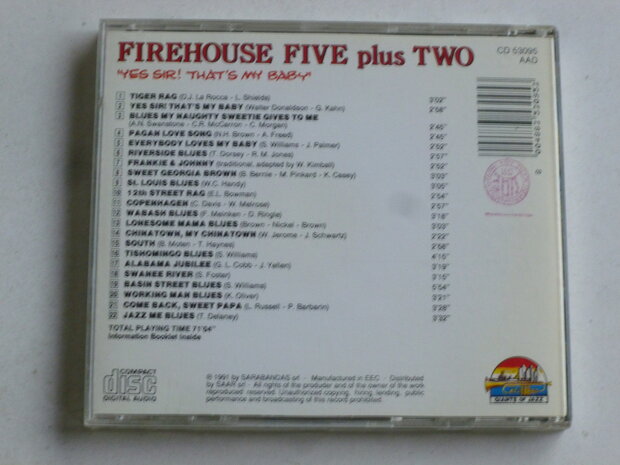 FIREHOUSE FIVE plus TWO
CD 53095
AAD
"YES SIR! THAT'S MY BABY"
1 TIGER RAG (D.J. La Rocca - L. Shields) 3'02"
2 YES SIR! THAT'S MY BABY (Walter Donaldson - G. Kahn) 2'58"
3 BLUES MY NAUGHTY SWEETIE GIVES TO ME
(A.N. Swanstone - C.R. McCarron - C. Morgan) 2'45"
4 PAGAN LOVE SONG (N.H. Brown - A. Freed) 2'45"
5 EVERYBODY LOVES MY BABY (S. Williams - J. Palmer) 2'52"
6 RIVERSIDE BLUES (T. Dorsey - R.M. Jones) 2'57"
7 FRANKIE & JOHNNY (traditional, adapted by W. Kimball) 2'52"
8 SWEET GEORGIA BROWN (B. Bernie - M. Pinkard - K. Casey) 3'03"
9 St. LOUIS BLUES (W.C. Handy) 3'05"
10 12th STREET RAG (E.L. Bowman) 2'54"
11 COPENHAGEN (C. Davis - W. Melrose) 2'57"
12 WABASH BLUES (F. Meinken - D. Ringle) 3'18"
13 LONESOME MAMA BLUES (Brown - Nickel - Brown) 3'03"
14 CHINATOWN, MY CHINATOWN (W. Jerome - J. Schwartz) 2'22"
15 SOUTH (B. Moten - T. Haynes) 2'58"
16 TISHOMINGO BLUES (S. Williams) 4'15"
17 ALABAMA JUBILEE (G. L. Cobb - J. Yellen) 3'19"
18 SWANEE RIVER (S. Foster) 3'15"
19 BASIN STREET BLUES (S. Williams) 5'54"
20 WORKING MAN BLUES (K. Oliver) 3'21"
21 COME BACK, SWEET PAPA (L. Russell - P. Barbarin) 3'28"
22 JAZZ ME BLUES (T. Delaney) 3'32"
TOTAL PLAYING TIME 71'54"
Information Booklet Inside
COMPACT
disc
DIGITAL AUDIO
℗ 1991 by SARABANDAS srl - Manufactured in EEC - Distributed
by SAAR srl - All rights of the producer and of the owner of the work
reproduced reserved. Unauthorized copying, hiring, lending, public
performance and broadcasting of this record prohibited.
GIANTS OF JAZZ